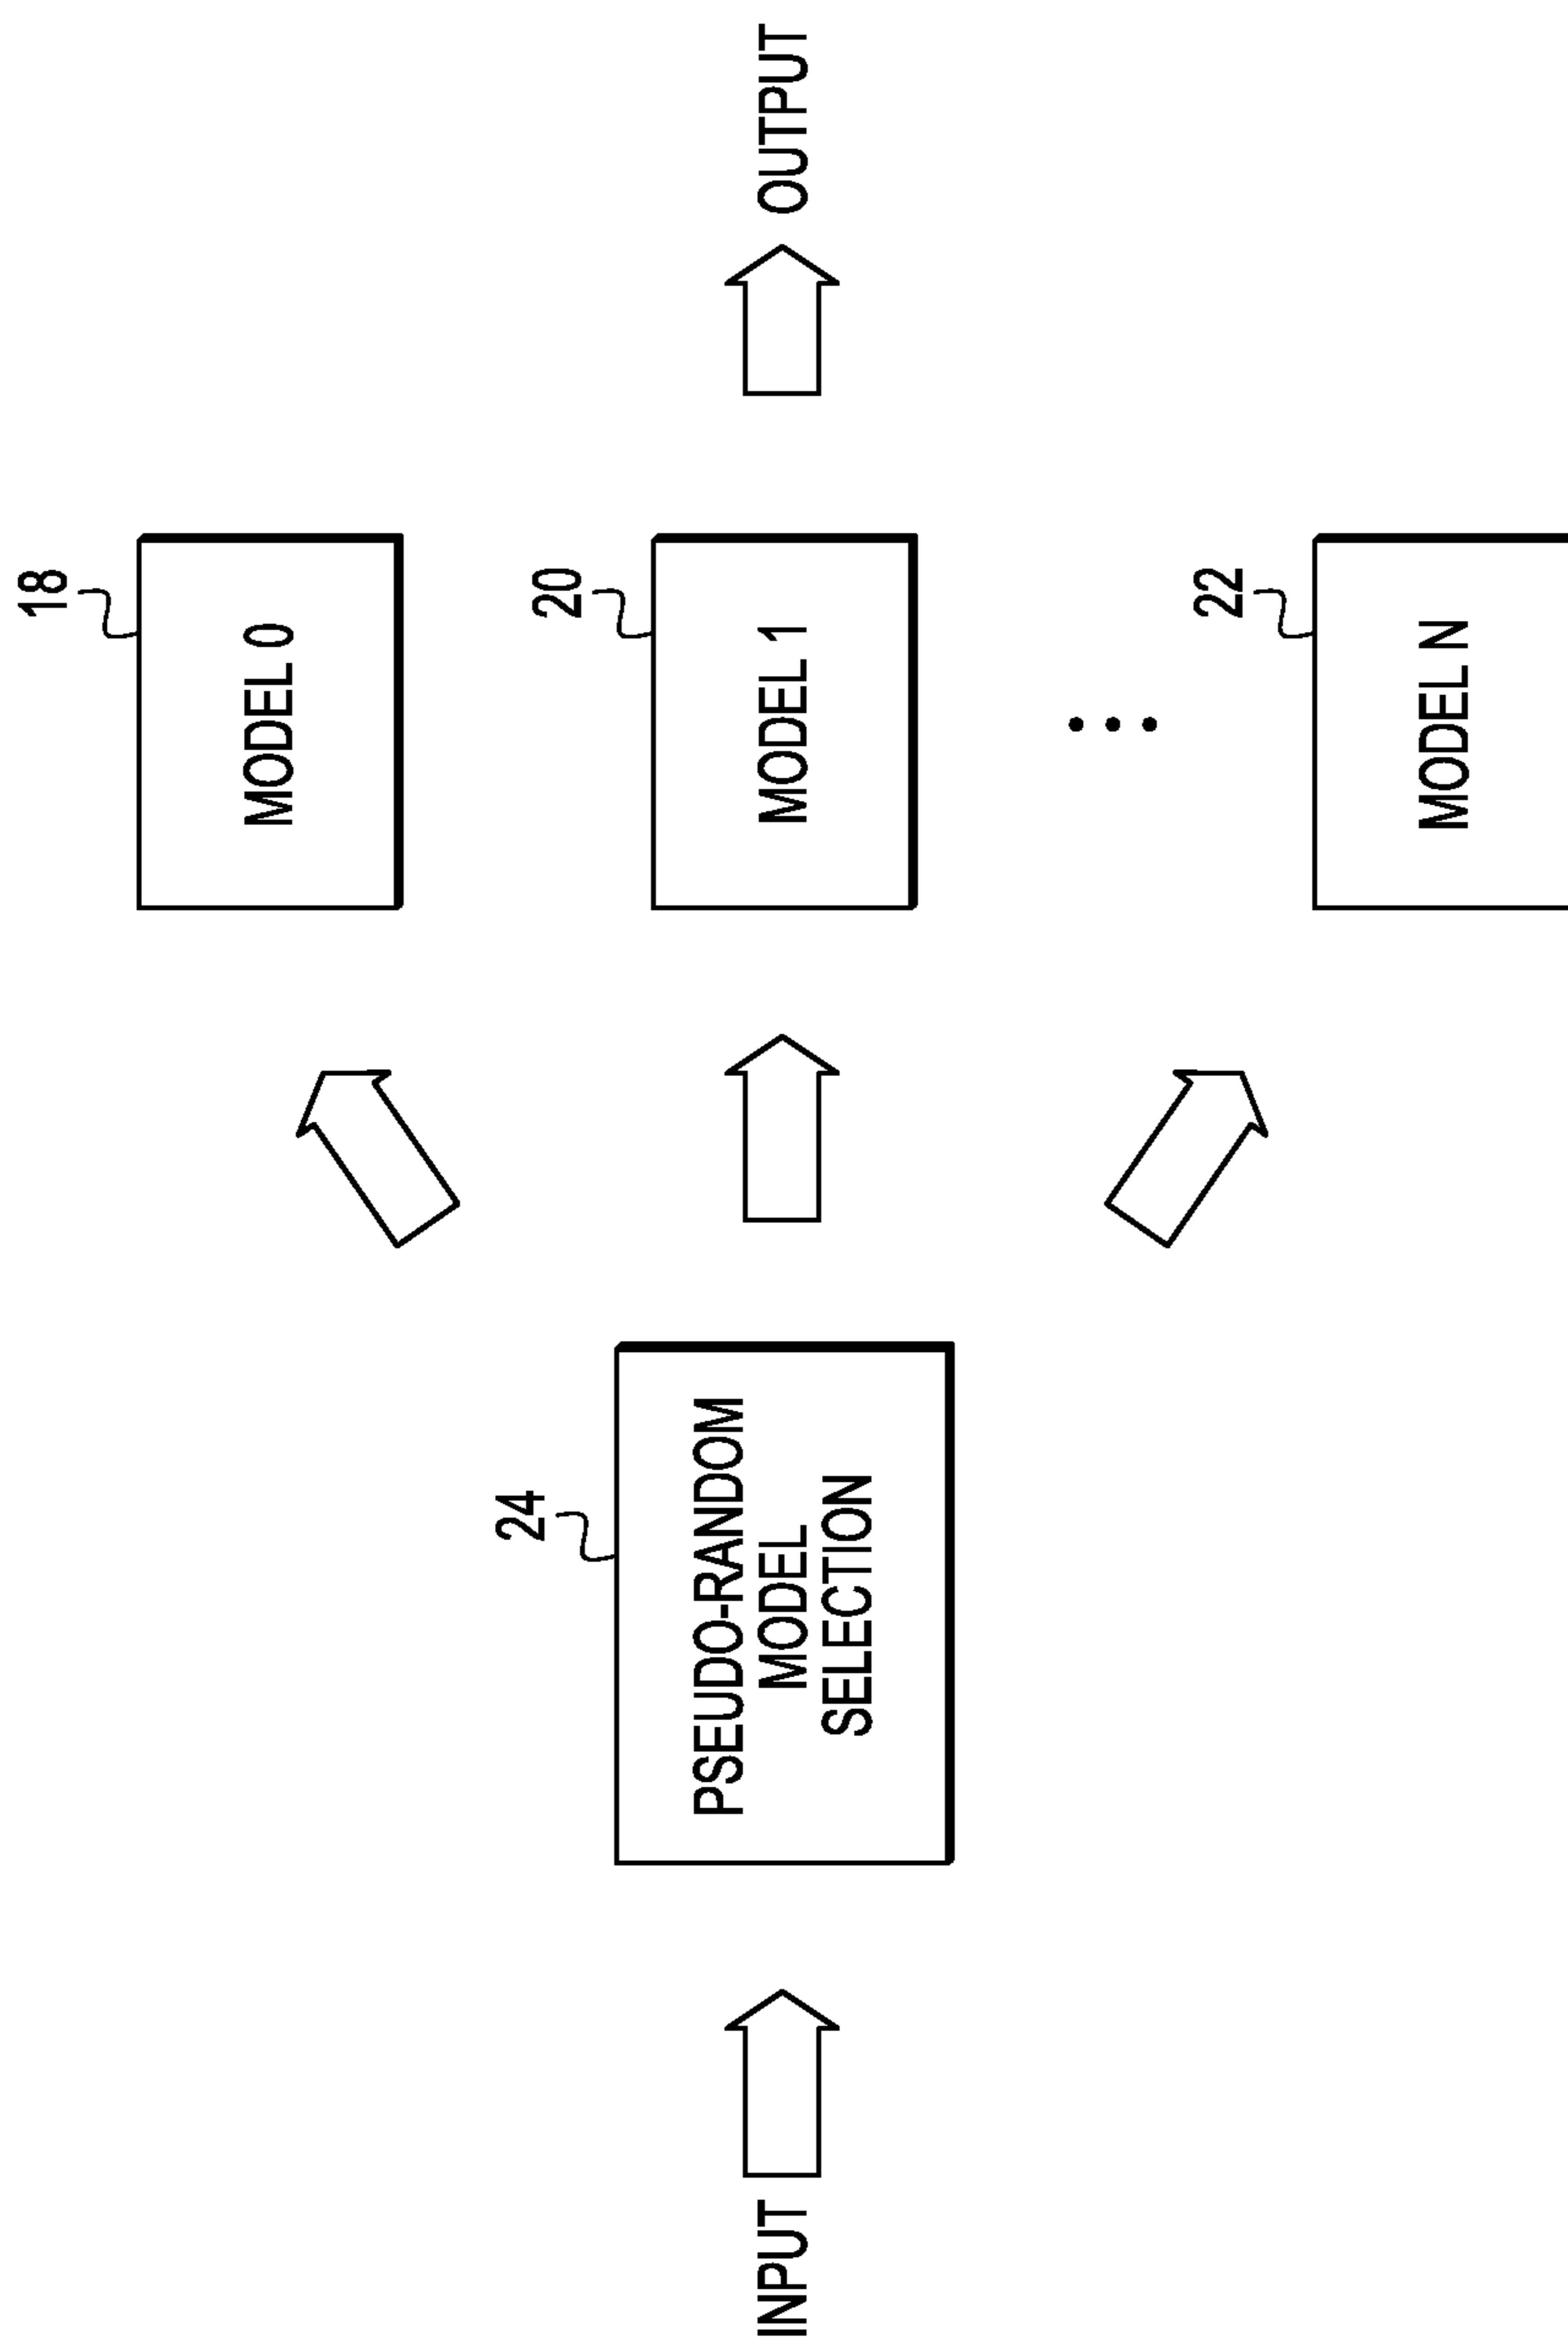 INPUT
24
PSEUDO-RANDOM
MODEL
SELECTION
18
MODEL 0
20
MODEL 1
22
MODEL N
OUTPUT